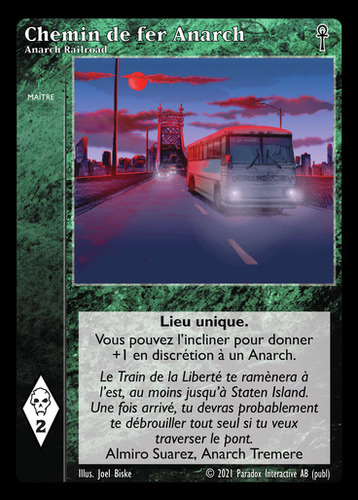 Chemin de fer Anarch
Anarch Railroad
MAÎTRE
Lieu unique.
Vous pouvez l'incliner pour donner
+1 en discrétion à un Anarch.
Le Train de la Liberté te ramènera à
l'est, au moins jusqu'à Staten Island.
Une fois arrivé, tu devras probablement
te débrouiller tout seul si tu veux
traverser le pont.
Almiro Suarez, Anarch Tremere
2
Illus. Joel Biske
© 2021 Paradox Interactive AB (publ)